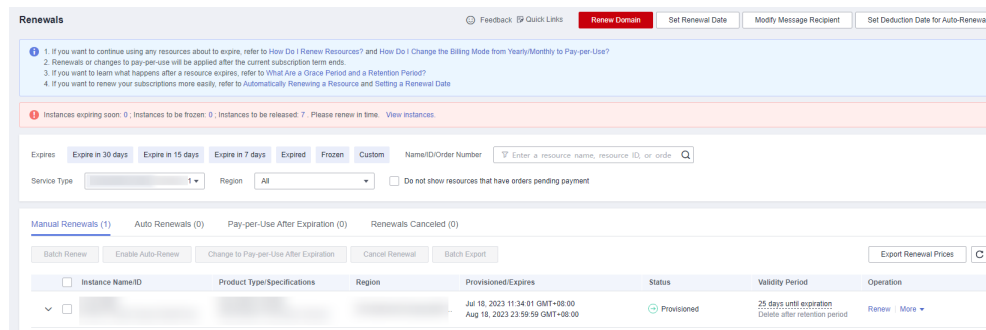 Renewals
Feedback Quick Links Renew Domain Set Renewal Date Modify Message Recipient Set Deduction Date for Auto-Renewa
1. If you want to continue using any resources about to expire, refer to How Do I Renew Resources? and How Do I Change the Billing Mode from Yearly/Monthly to Pay-per-Use?
2. Renewals or changes to pay-per-use will be applied after the current subscription term ends.
3. If you want to learn what happens after a resource expires, refer to What Are a Grace Period and a Retention Period?
4. If you want to renew your subscriptions more easily, refer to Automatically Renewing a Resource and Setting a Renewal Date
Instances expiring soon: 0 ; Instances to be frozen: 0 ; Instances to be released: 7 . Please renew in time. View instances.
Expires Expire in 30 days Expire in 15 days Expire in 7 days Expired Frozen Custom Name/ID/Order Number Enter a resource name, resource ID, or orde
Service Type 1 Region All Do not show resources that have orders pending payment
Manual Renewals (1) Auto Renewals (0) Pay-per-Use After Expiration (0) Renewals Canceled (0)
Batch Renew Enable Auto-Renew Change to Pay-per-Use After Expiration Cancel Renewal Batch Export Export Renewal Prices
Instance Name/ID Product Type/Specifications Region Provisioned/Expires Status Validity Period Operation
Jul 18, 2023 11:34:01 GMT+08:00 25 days until expiration
Provisioned Renew More
Aug 18, 2023 23:59:59 GMT+08:00 Delete after retention period